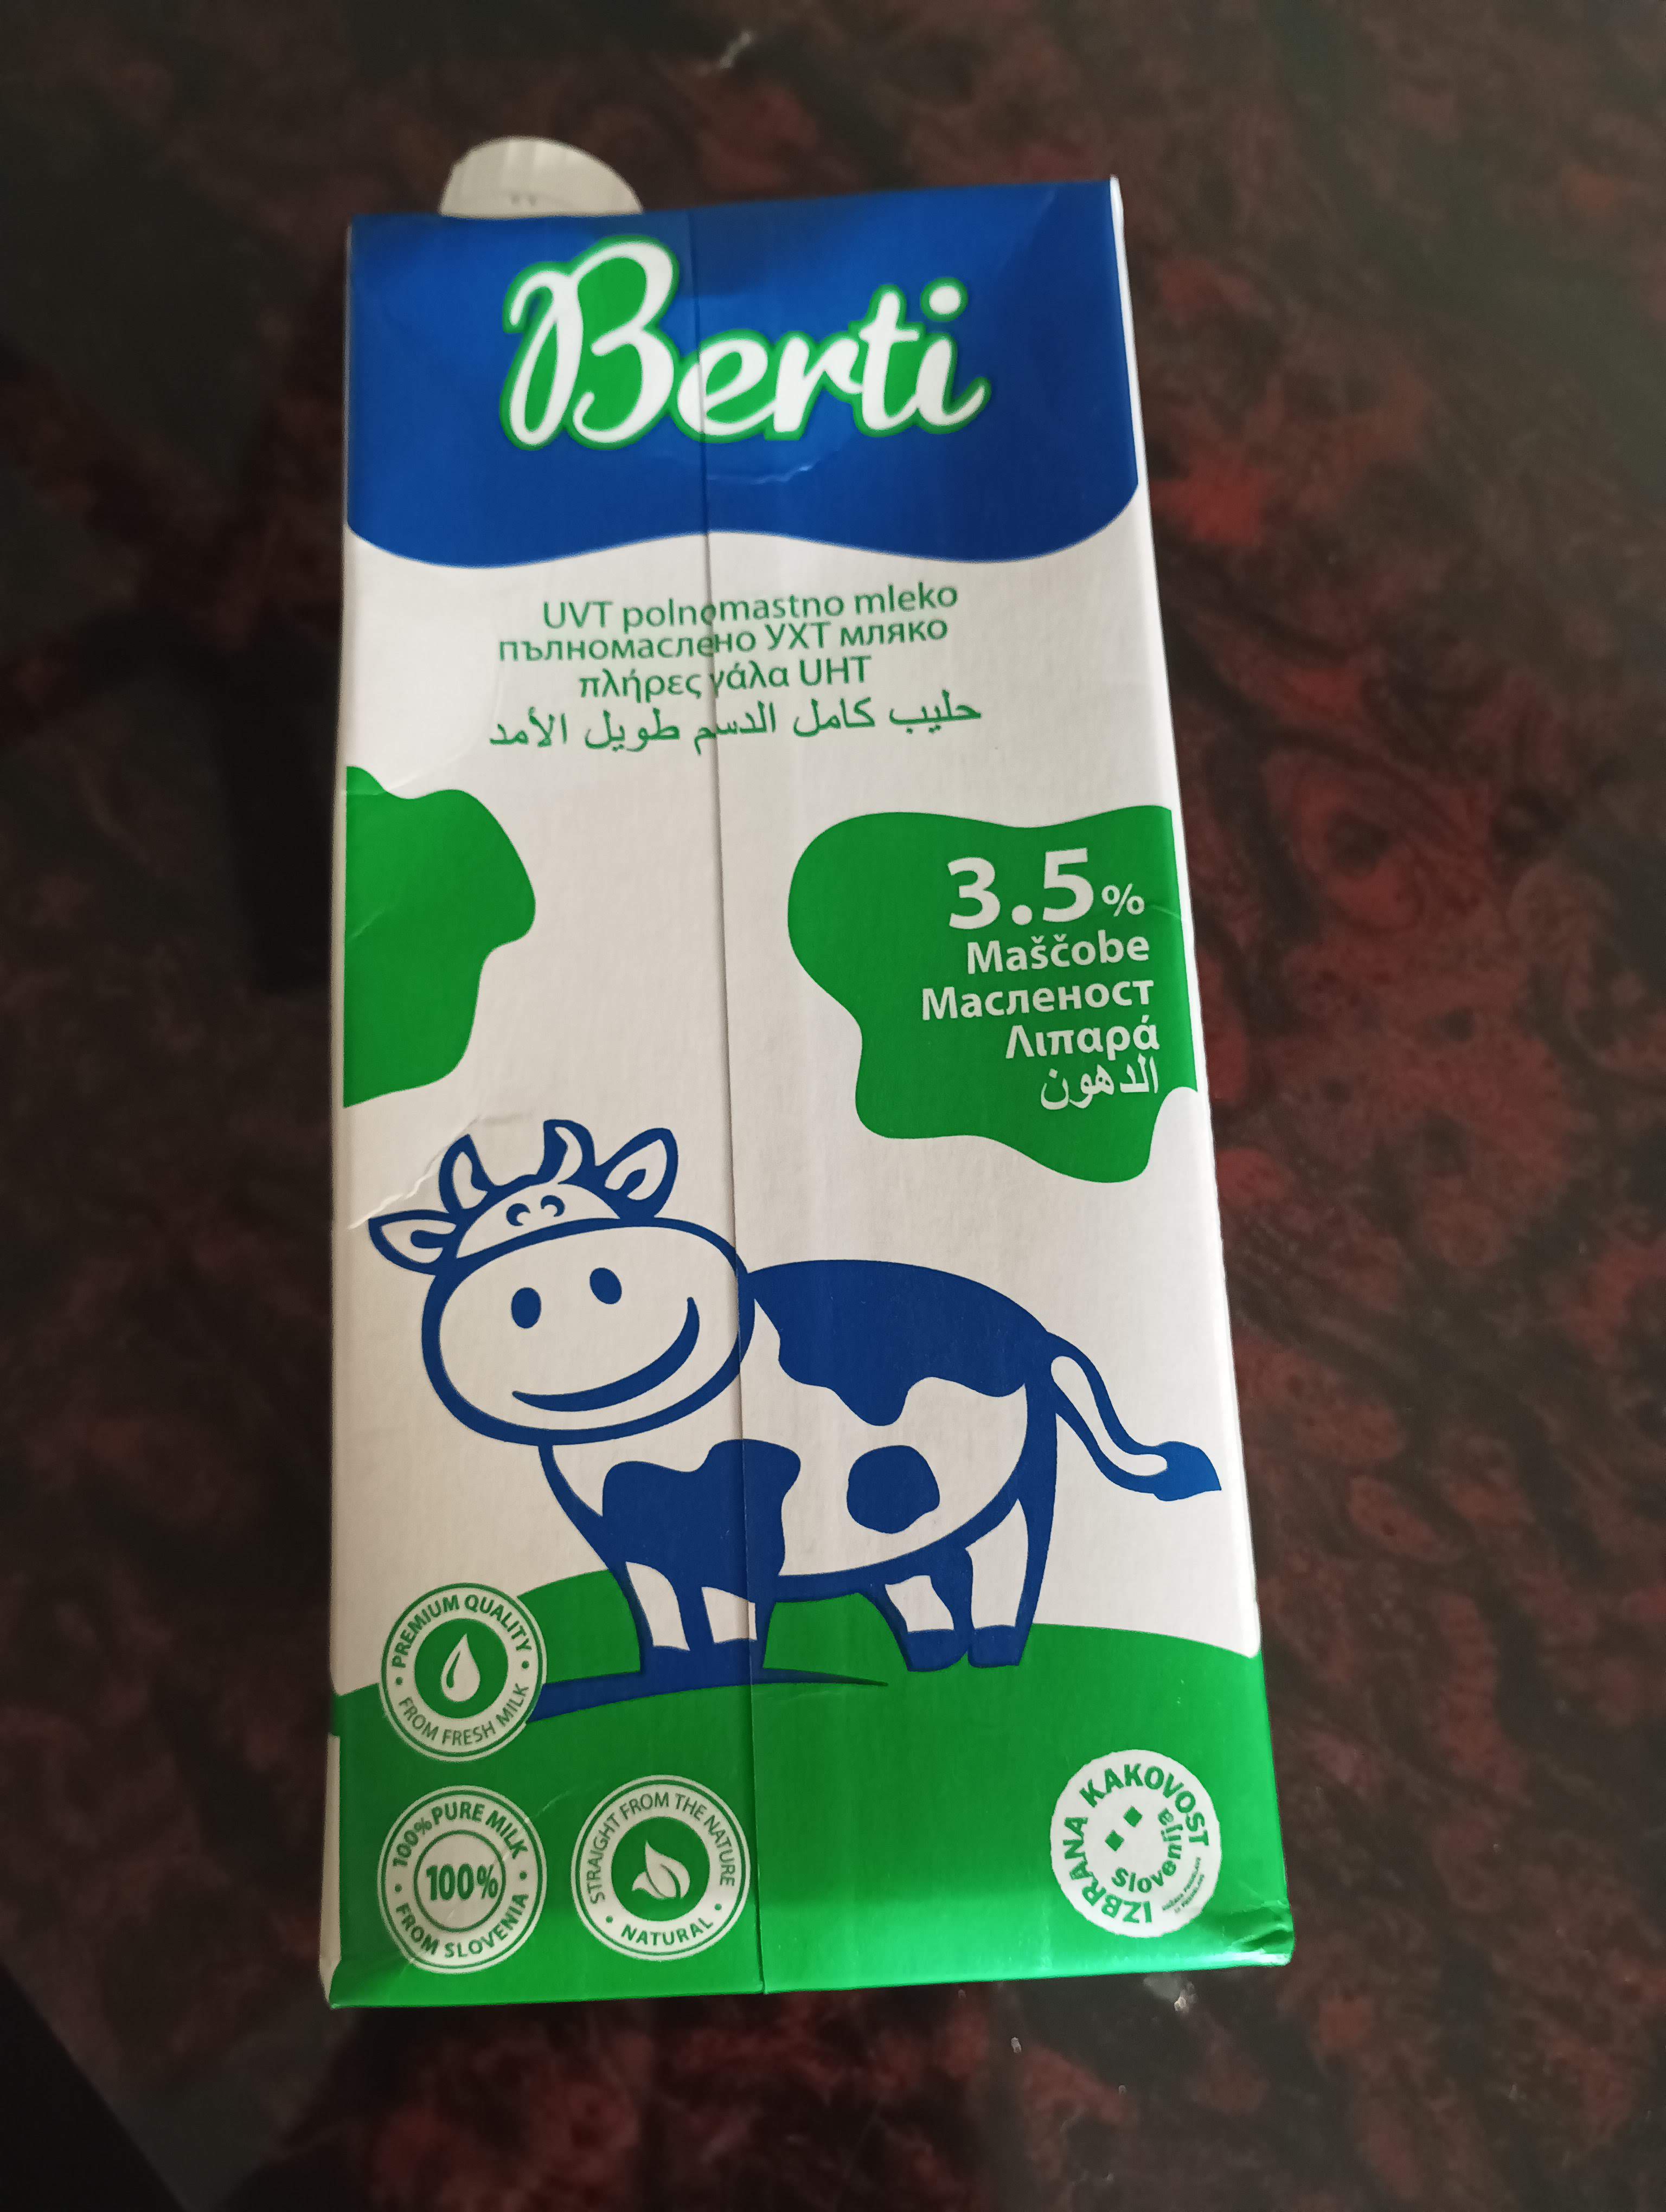 Berti
UVT polnomastno mleko
пълномаслено УХТ мляко
πλήρες γάλα UHT
حليب كامل الدسم طويل الأمد
3.5%
Maščobe
Масленост
Λιπαρά
الدهون
PREMIUM QUALITY
FROM FRESH MILK
100% PURE MILK
100%
FROM SLOVENIA
STRAIGHT FROM THE NATURE
NATURAL
IZBRANA KAKOVOST
Slovenija